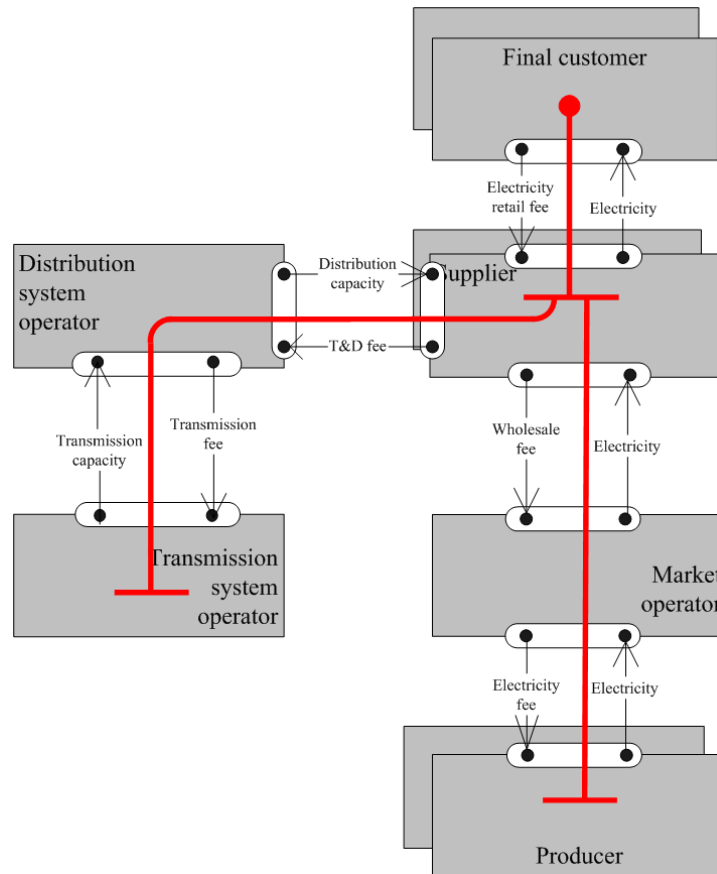 Final customer
Electricity
retail fee
Electricity
Distribution
system
operator
Distribution
capacity
Supplier
T&D fee
Transmission
capacity
Transmission
fee
Wholesale
fee
Electricity
Transmission
system
operator
Market
operator
Electricity
fee
Electricity
Producer